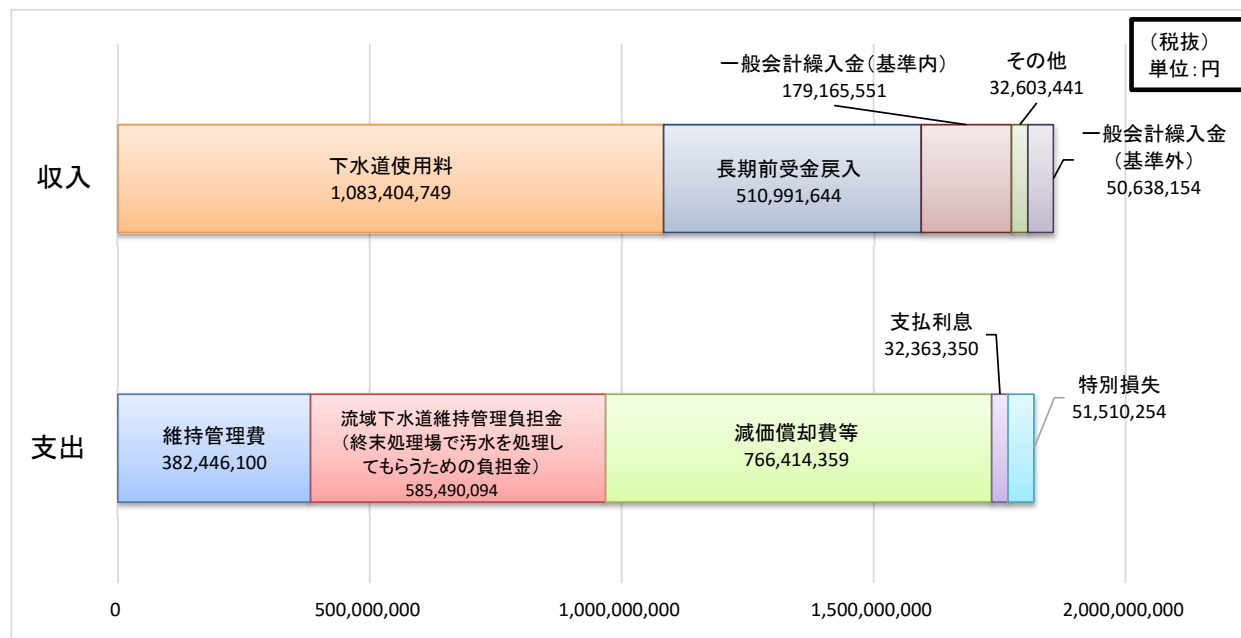 （税抜）
単位：円
収入
下水道使用料
1,083,404,749
長期前受金戻入
510,991,644
一般会計繰入金（基準内）
179,165,551
その他
32,603,441
一般会計繰入金
（基準外）
50,638,154
支出
維持管理費
382,446,100
流域下水道維持管理負担金
（終末処理場で汚水を処理し
てもらうための負担金）
585,490,094
減価償却費等
766,414,359
支払利息
32,363,350
特別損失
51,510,254
0
500,000,000
1,000,000,000
1,500,000,000
2,000,000,000